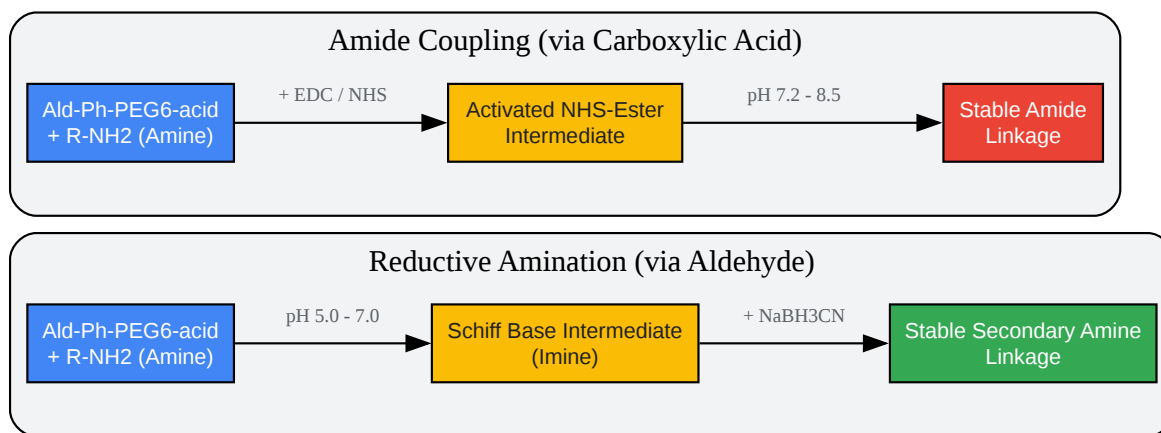 Amide Coupling (via Carboxylic Acid)
Ald-Ph-PEG6-acid
+ R-NH2 (Amine)
+ EDC / NHS
Activated NHS-Ester
Intermediate
pH 7.2 - 8.5
Stable Amide
Linkage
Reductive Amination (via Aldehyde)
Ald-Ph-PEG6-acid
+ R-NH2 (Amine)
pH 5.0 - 7.0
Schiff Base Intermediate
(Imine)
+ NaBH3CN
Stable Secondary Amine
Linkage